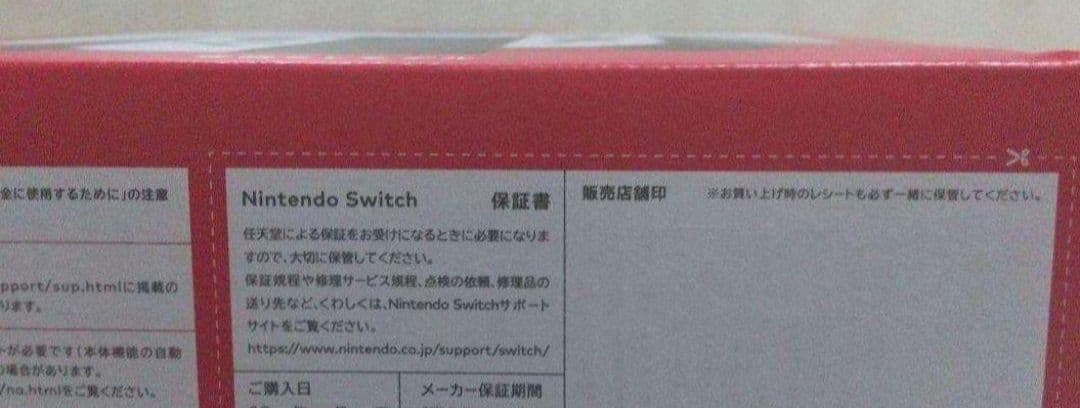 金に使用するために」の注意
pport/sup.htmlに掲載の
ります。
トが必要です(本体機能の自動
の場合があります。
/na.htmlをご覧ください。
Nintendo Switch 保証書
任天堂による保証をお受けになるときに必要になりま
すので、大切に保管してください。
保証規程や修理サービス規程、点検の依頼、修理品の
送り先など、くわしくは、Nintendo Switchサポート
サイトをご覧ください。
https://www.nintendo.co.jp/support/switch/
ご購入日
メーカー保証期間
販売店舗印
※お買い上げ時のレシートも必ず一緒に保管してください。